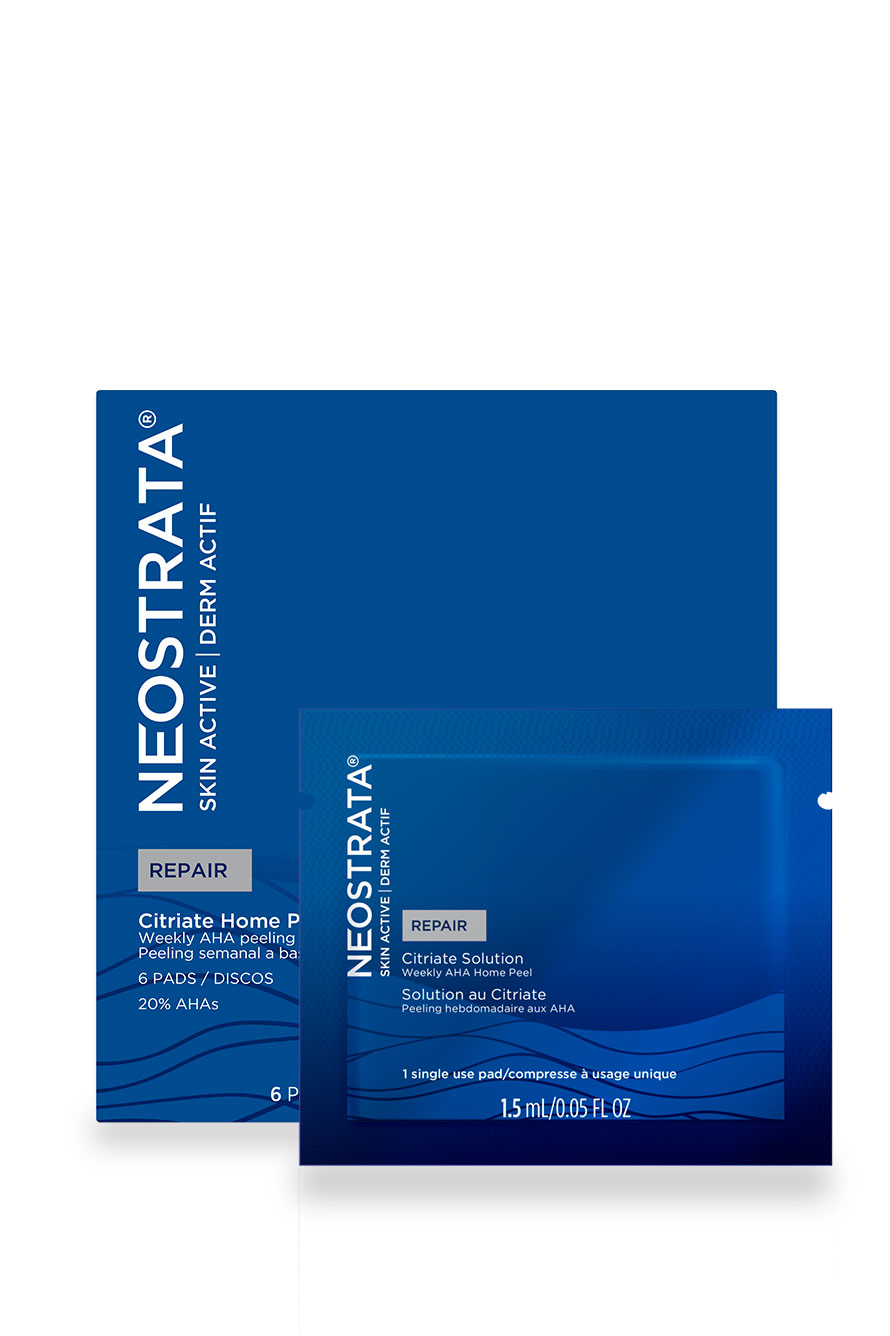 NEOSTRATA®
SKIN ACTIVE | DERM ACTIF
REPAIR
Citriate Home
Weekly AHA peeling
Peeling semanal a
6 PADS / DISCOS
20% AHAs
6
NEOSTRATA®
SKIN ACTIVE | DERM ACTIF
REPAIR
Citriate Solution
Weekly AHA Home Peel
Solution au Citriate
Peeling hebdomadaire aux AHA
1 single use pad/compresse à usage unique
1.5 mL/0.05 FL OZ